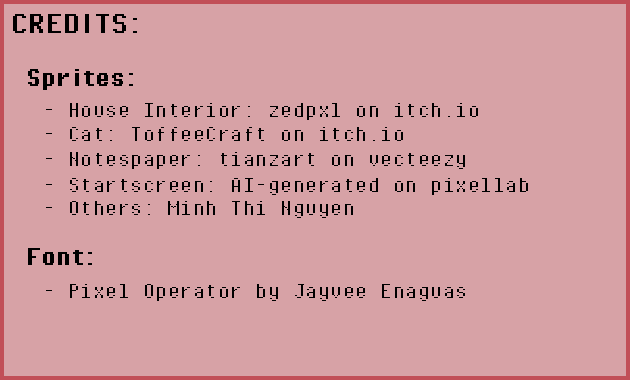 CREDITS:
Sprites:
- House Interior: zedpxl on itch.io
- Cat: ToffeeCraft on itch.io
- Notespaper: tianzart on vecteezy
- Startscreen: AI-generated on pixellab
- Others: Minh Thi Nguyen
Font:
- Pixel Operator by Jayvee Enaguas